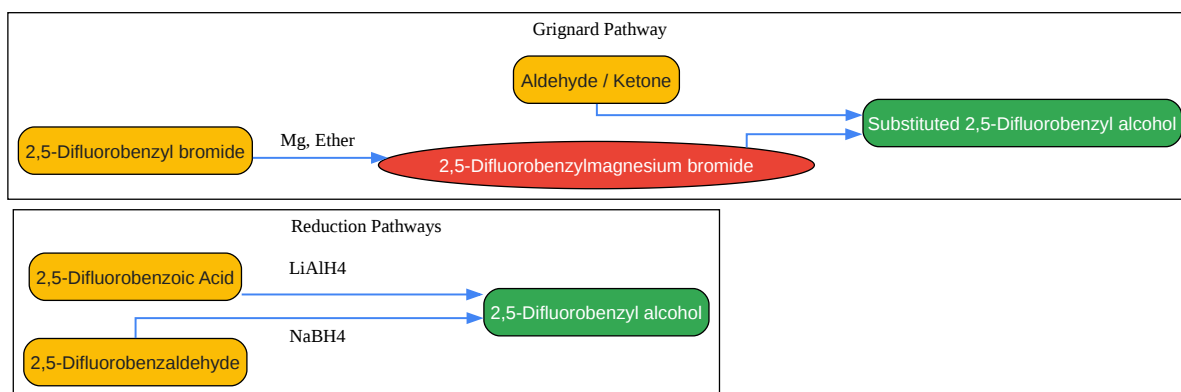 Grignard Pathway
Aldehyde / Ketone
Substituted 2,5-Difluorobenzyl alcohol
2,5-Difluorobenzyl bromide
Mg, Ether
2,5-Difluorobenzylmagnesium bromide
Reduction Pathways
2,5-Difluorobenzoic Acid
LiAlH4
2,5-Difluorobenzyl alcohol
NaBH4
2,5-Difluorobenzaldehyde